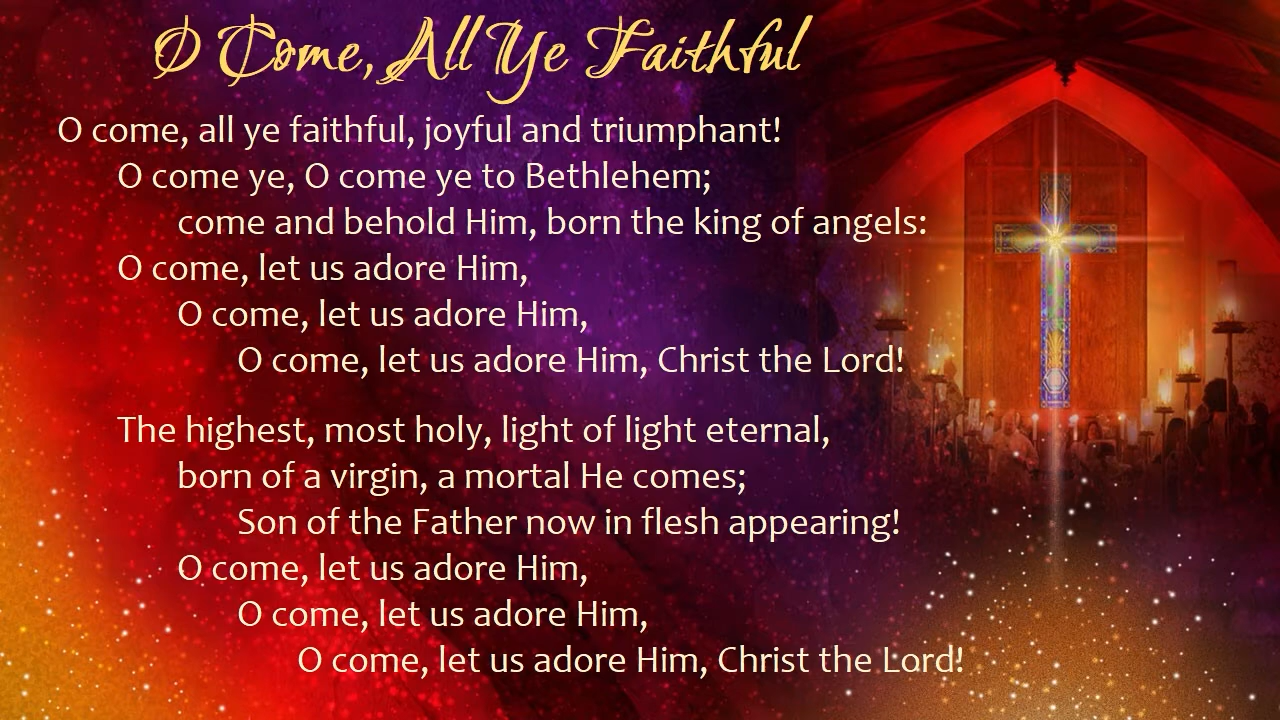 O Come, All Ye Faithful
O come, all ye faithful, joyful and triumphant!
O come ye, O come ye to Bethlehem;
come and behold Him, born the king of angels:
O come, let us adore Him,
O come, let us adore Him,
O come, let us adore Him, Christ the Lord!
The highest, most holy, light of light eternal,
born of a virgin, a mortal He comes;
Son of the Father now in flesh appearing!
O come, let us adore Him,
O come, let us adore Him,
O come, let us adore Him, Christ the Lord!